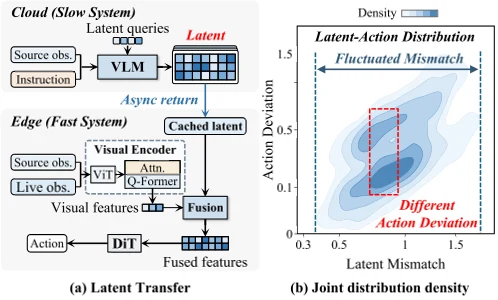 Cloud (Slow System)
Latent queries
Latent
Source obs.
Instruction
VLM
Async return
Edge (Fast System)
Cached latent
Visual Encoder
Source obs.
Live obs.
ViT
Attn.
Q-Former
Visual features
Fusion
Action
DiT
Fused features
(a) Latent Transfer
Density
Latent-Action Distribution
Fluctuated Mismatch
Action Deviation
1.5
0.5
0.1
0
Different
Action Deviation
0.3 0.5 1 1.5
Latent Mismatch
(b) Joint distribution density